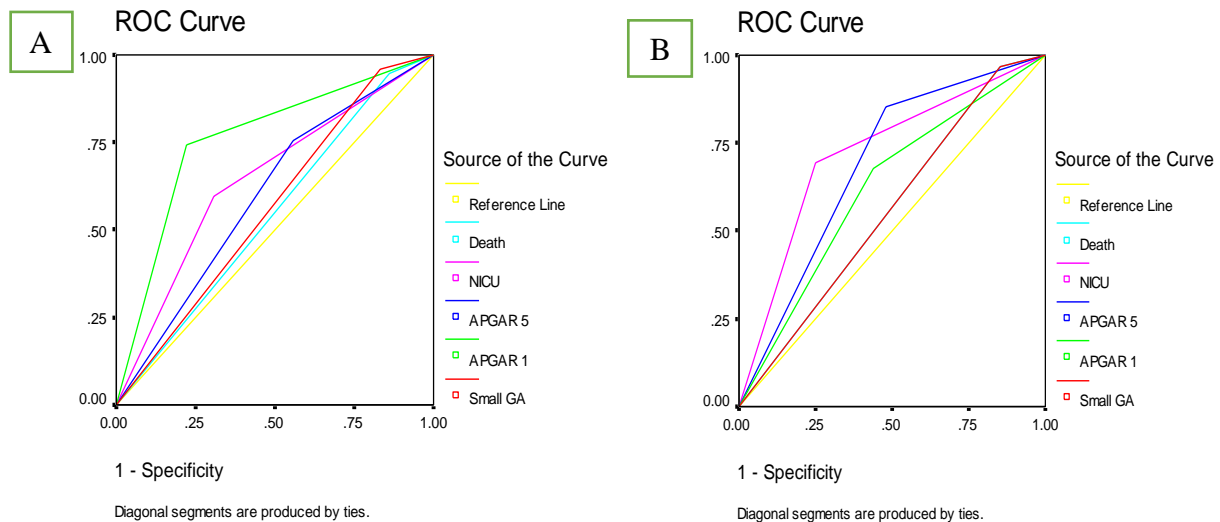 A
ROC Curve
1.00
.75
.50
.25
0.00
0.00 .25 .50 .75 1.00
1 - Specificity
Diagonal segments are produced by ties.
Source of the Curve
Reference Line
Death
NICU
APGAR 5
APGAR 1
Small GA
B
ROC Curve
1.00
.75
.50
.25
0.00
0.00 .25 .50 .75 1.00
1 - Specificity
Diagonal segments are produced by ties.
Source of the Curve
Reference Line
Death
NICU
APGAR 5
APGAR 1
Small GA